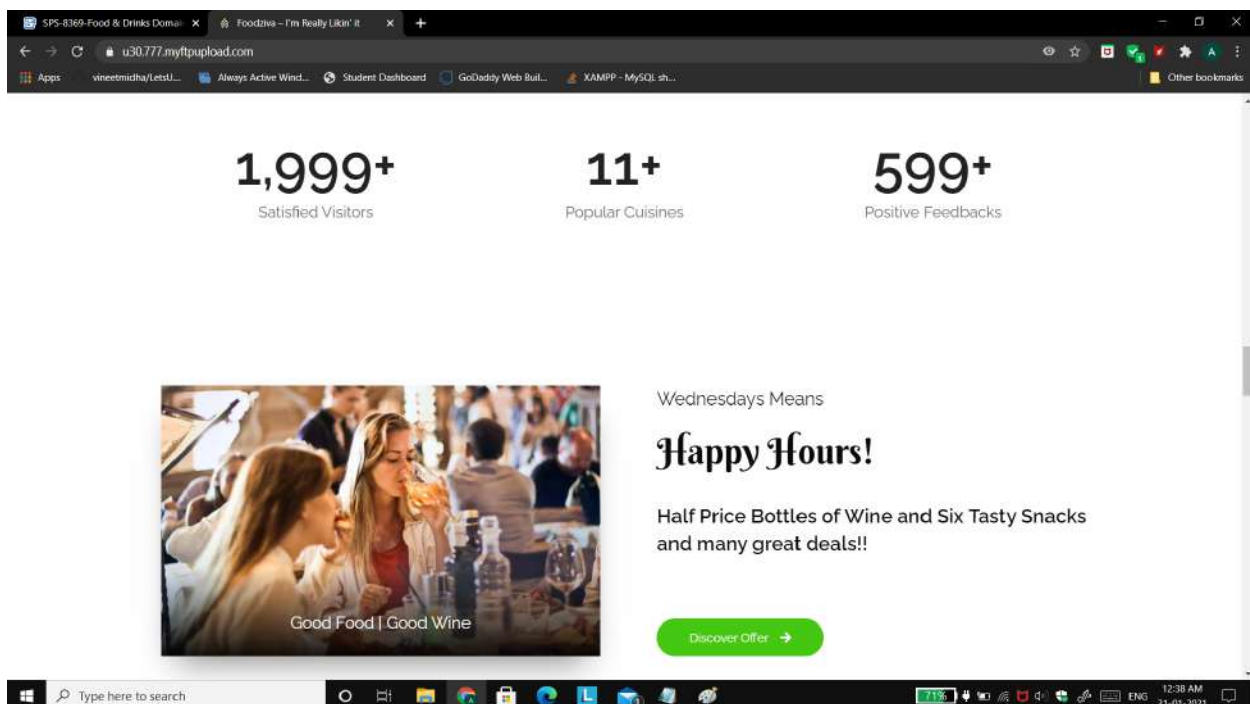 SPS-8369-Food & Drinks Domai
Foodziva – I'm Really Likin' it
u30.777.myftpupload.com
Apps
vineetmidha/LetsU...
Always Active Wind...
Student Dashboard
GoDaddy Web Buil...
XAMPP - MySQL sh...
Other bookmarks
1,999+
11+
599+
Satisfied Visitors
Popular Cuisines
Positive Feedbacks
Wednesdays Means
Happy Hours!
Half Price Bottles of Wine and Six Tasty Snacks
and many great deals!!
Good Food | Good Wine
Discover Offer
Type here to search
71%
ENG
12:38 AM
21-01-2021